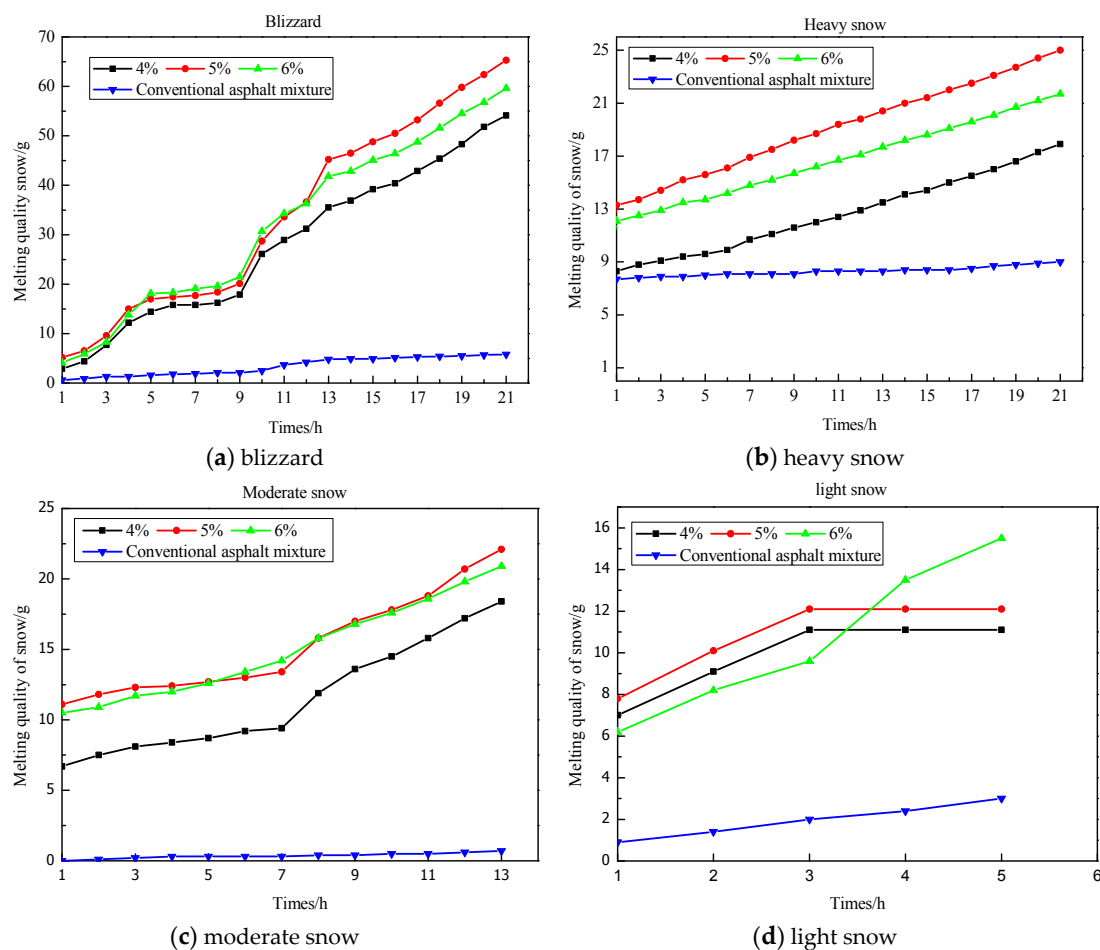 Blizzard
70
60
50
40
30
20
10
0
4% 5% 6%
Conventional asphalt mixture
Melting quality snow/g
1 3 5 7 9 11 13 15 17 19 21
Times/h
(a) blizzard
Heavy snow
25
21
17
13
9
5
1
4% 5% 6%
Conventional asphalt mixture
Melting quality of snow/g
1 3 5 7 9 11 13 15 17 19 21
Times/h
(b) heavy snow
Moderate snow
25
20
15
10
5
0
4% 5% 6%
Conventional asphalt mixture
Melting quality of snow/g
1 3 5 7 9 11 13
Times/h
(c) moderate snow
light snow
16
14
12
10
8
6
4
2
0
4% 5% 6%
Conventional asphalt mixture
Melting quality of snow/g
1 2 3 4 5 6
Times/h
(d) light snow